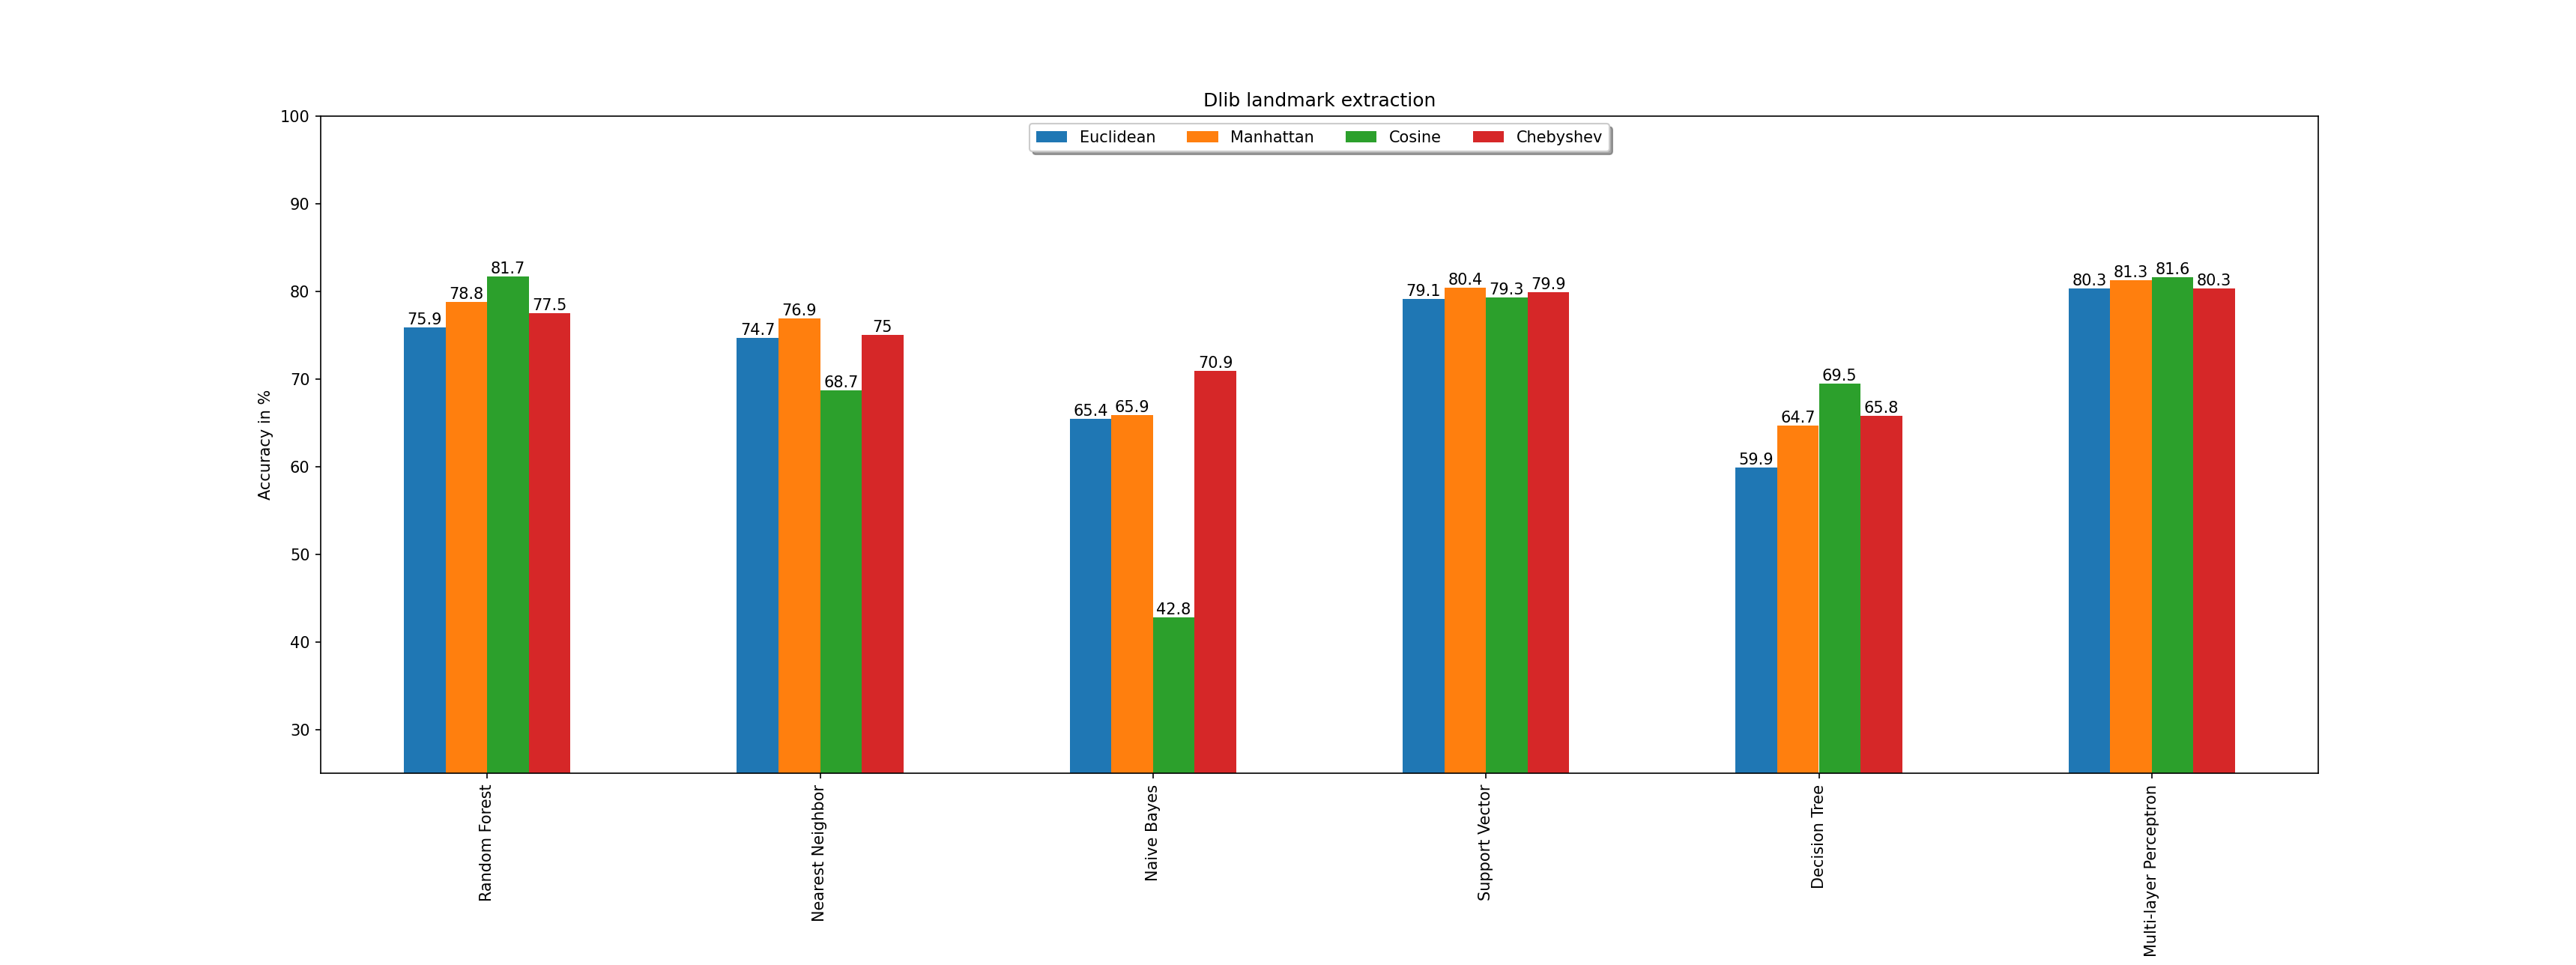 Dlib landmark extraction
Euclidean Manhattan Cosine Chebyshev
Accuracy in %
100
90
80
70
60
50
40
30
75.9 78.8 81.7 77.5
74.7 76.9 68.7 75
65.4 65.9 42.8 70.9
79.1 80.4 79.3 79.9
59.9 64.7 69.5 65.8
80.3 81.3 81.6 80.3
Random Forest
Nearest Neighbor
Naive Bayes
Support Vector
Decision Tree
Multi-layer Perceptron